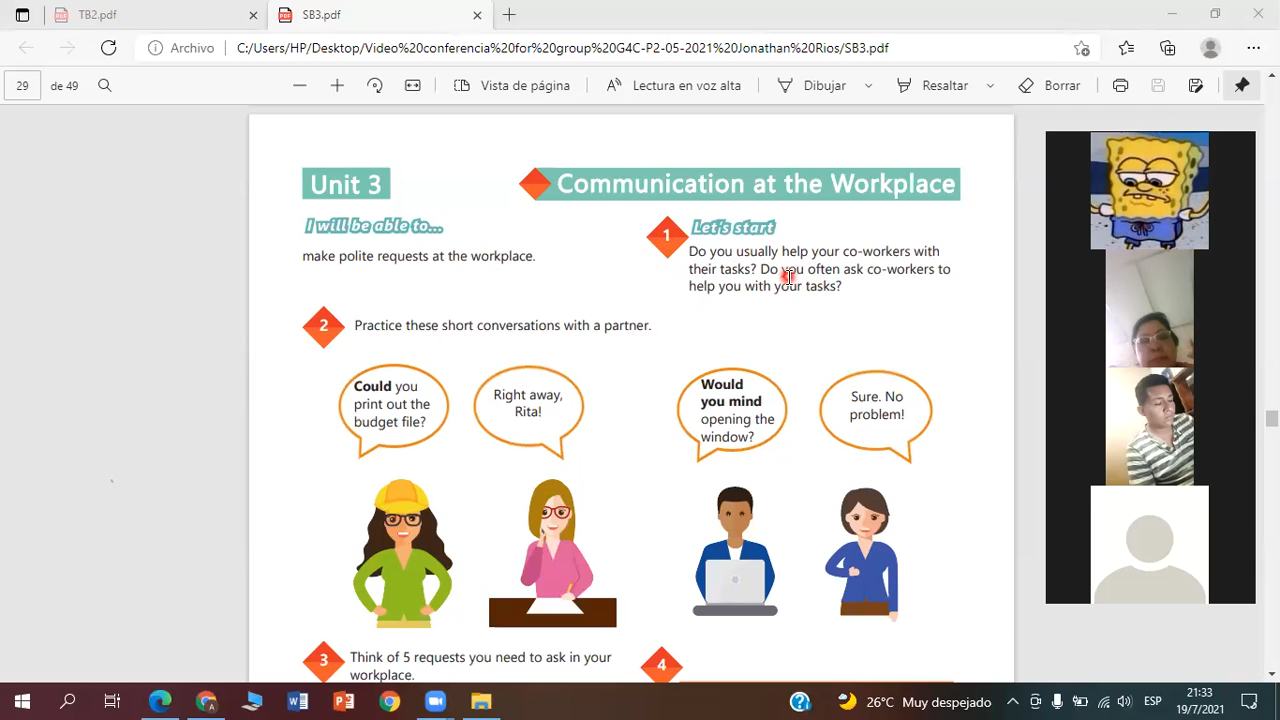 TB2.pdf
SB3.pdf
Archivo
C:/Users/HP/Desktop/Video%20conferencia%20for%20group%20G4C-P2-05-2021%20Jonathan%20Rios/SB3.pdf
29
de 49
Vista de página
Lectura en voz alta
Dibujar
Resaltar
Borrar
Unit 3
Communication at the Workplace
I will be able to...
make polite requests at the workplace.
1
Let's start
Do you usually help your co-workers with
their tasks? Do you often ask co-workers to
help you with your tasks?
2
Practice these short conversations with a partner.
Could you
print out the
budget file?
Right away,
Rita!
Would
you mind
opening the
window?
Sure. No
problem!
3
Think of 5 requests you need to ask in your
workplace.
4
26°C Muy despejado
ESP
21:33
19/7/2021